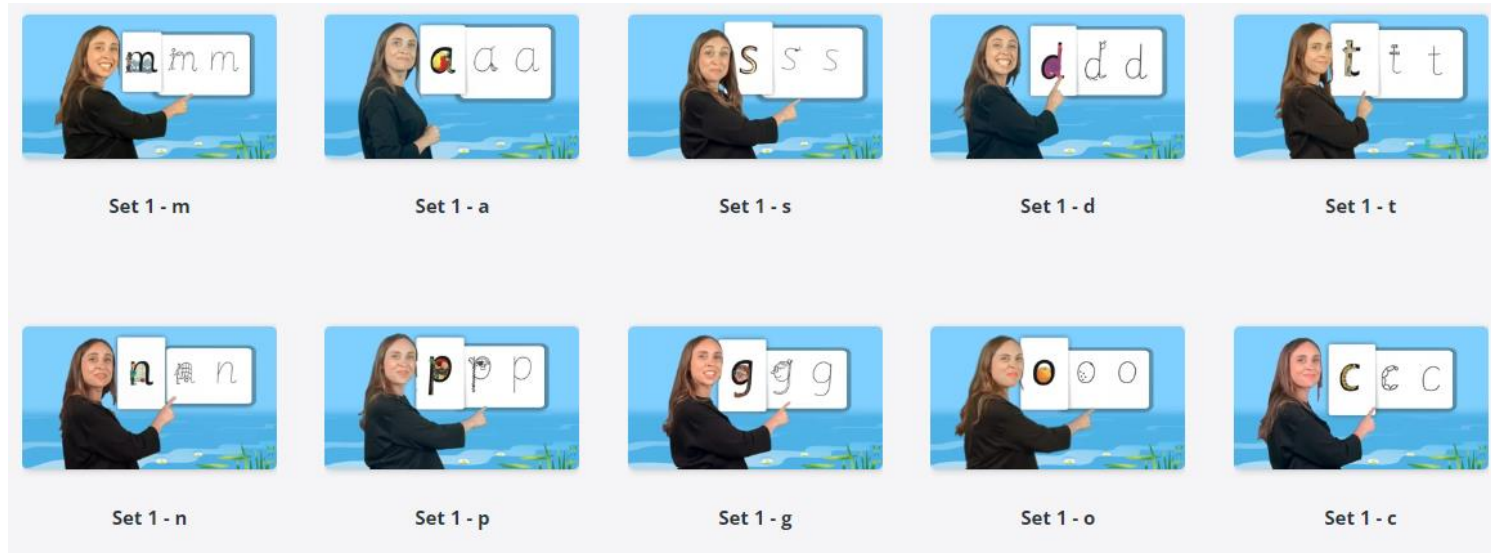 m m m
a a a
s s s
d d d
t t t
Set 1 - m
Set 1 - a
Set 1 - s
Set 1 - d
Set 1 - t
n n n
p p p
g g g
o o o
c c c
Set 1 - n
Set 1 - p
Set 1 - g
Set 1 - o
Set 1 - c